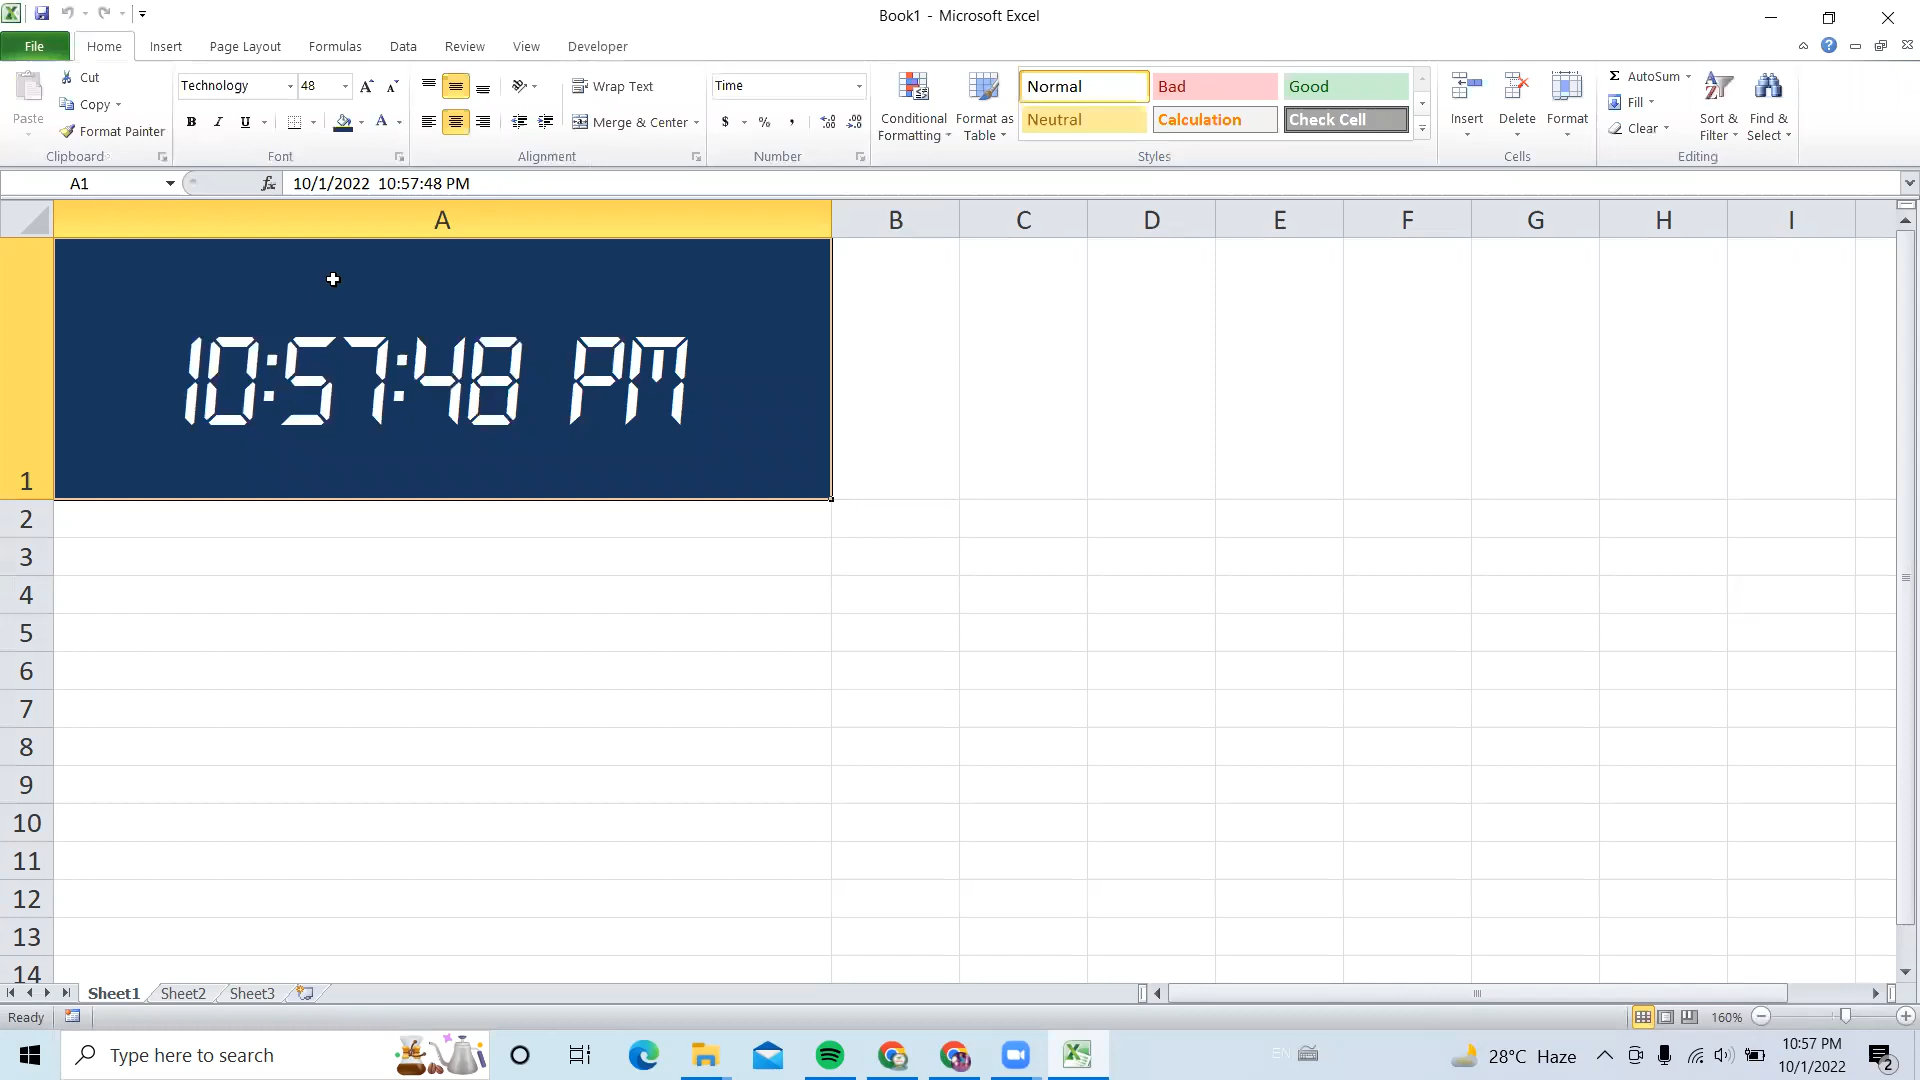 Book1 - Microsoft Excel
File Home Insert Page Layout Formulas Data Review View Developer
Paste
Cut
Copy
Format Painter
Clipboard
Technology 48
B I U A
Font
Wrap Text
Merge & Center
Alignment
Time
$ % ,
Number
Conditional Formatting
Format as Table
Normal Bad Good
Neutral Calculation Check Cell
Styles
Insert Delete Format
Cells
Σ AutoSum
Fill
Clear
Sort & Filter
Find & Select
Editing
A1 fx 10/1/2022 10:57:48 PM
A B C D E F G H I
10:57:48 PM
1
2
3
4
5
6
7
8
9
10
11
12
13
14
Sheet1 Sheet2 Sheet3
Ready 160%
Type here to search
EN
28°C Haze
10:57 PM
10/1/2022
2